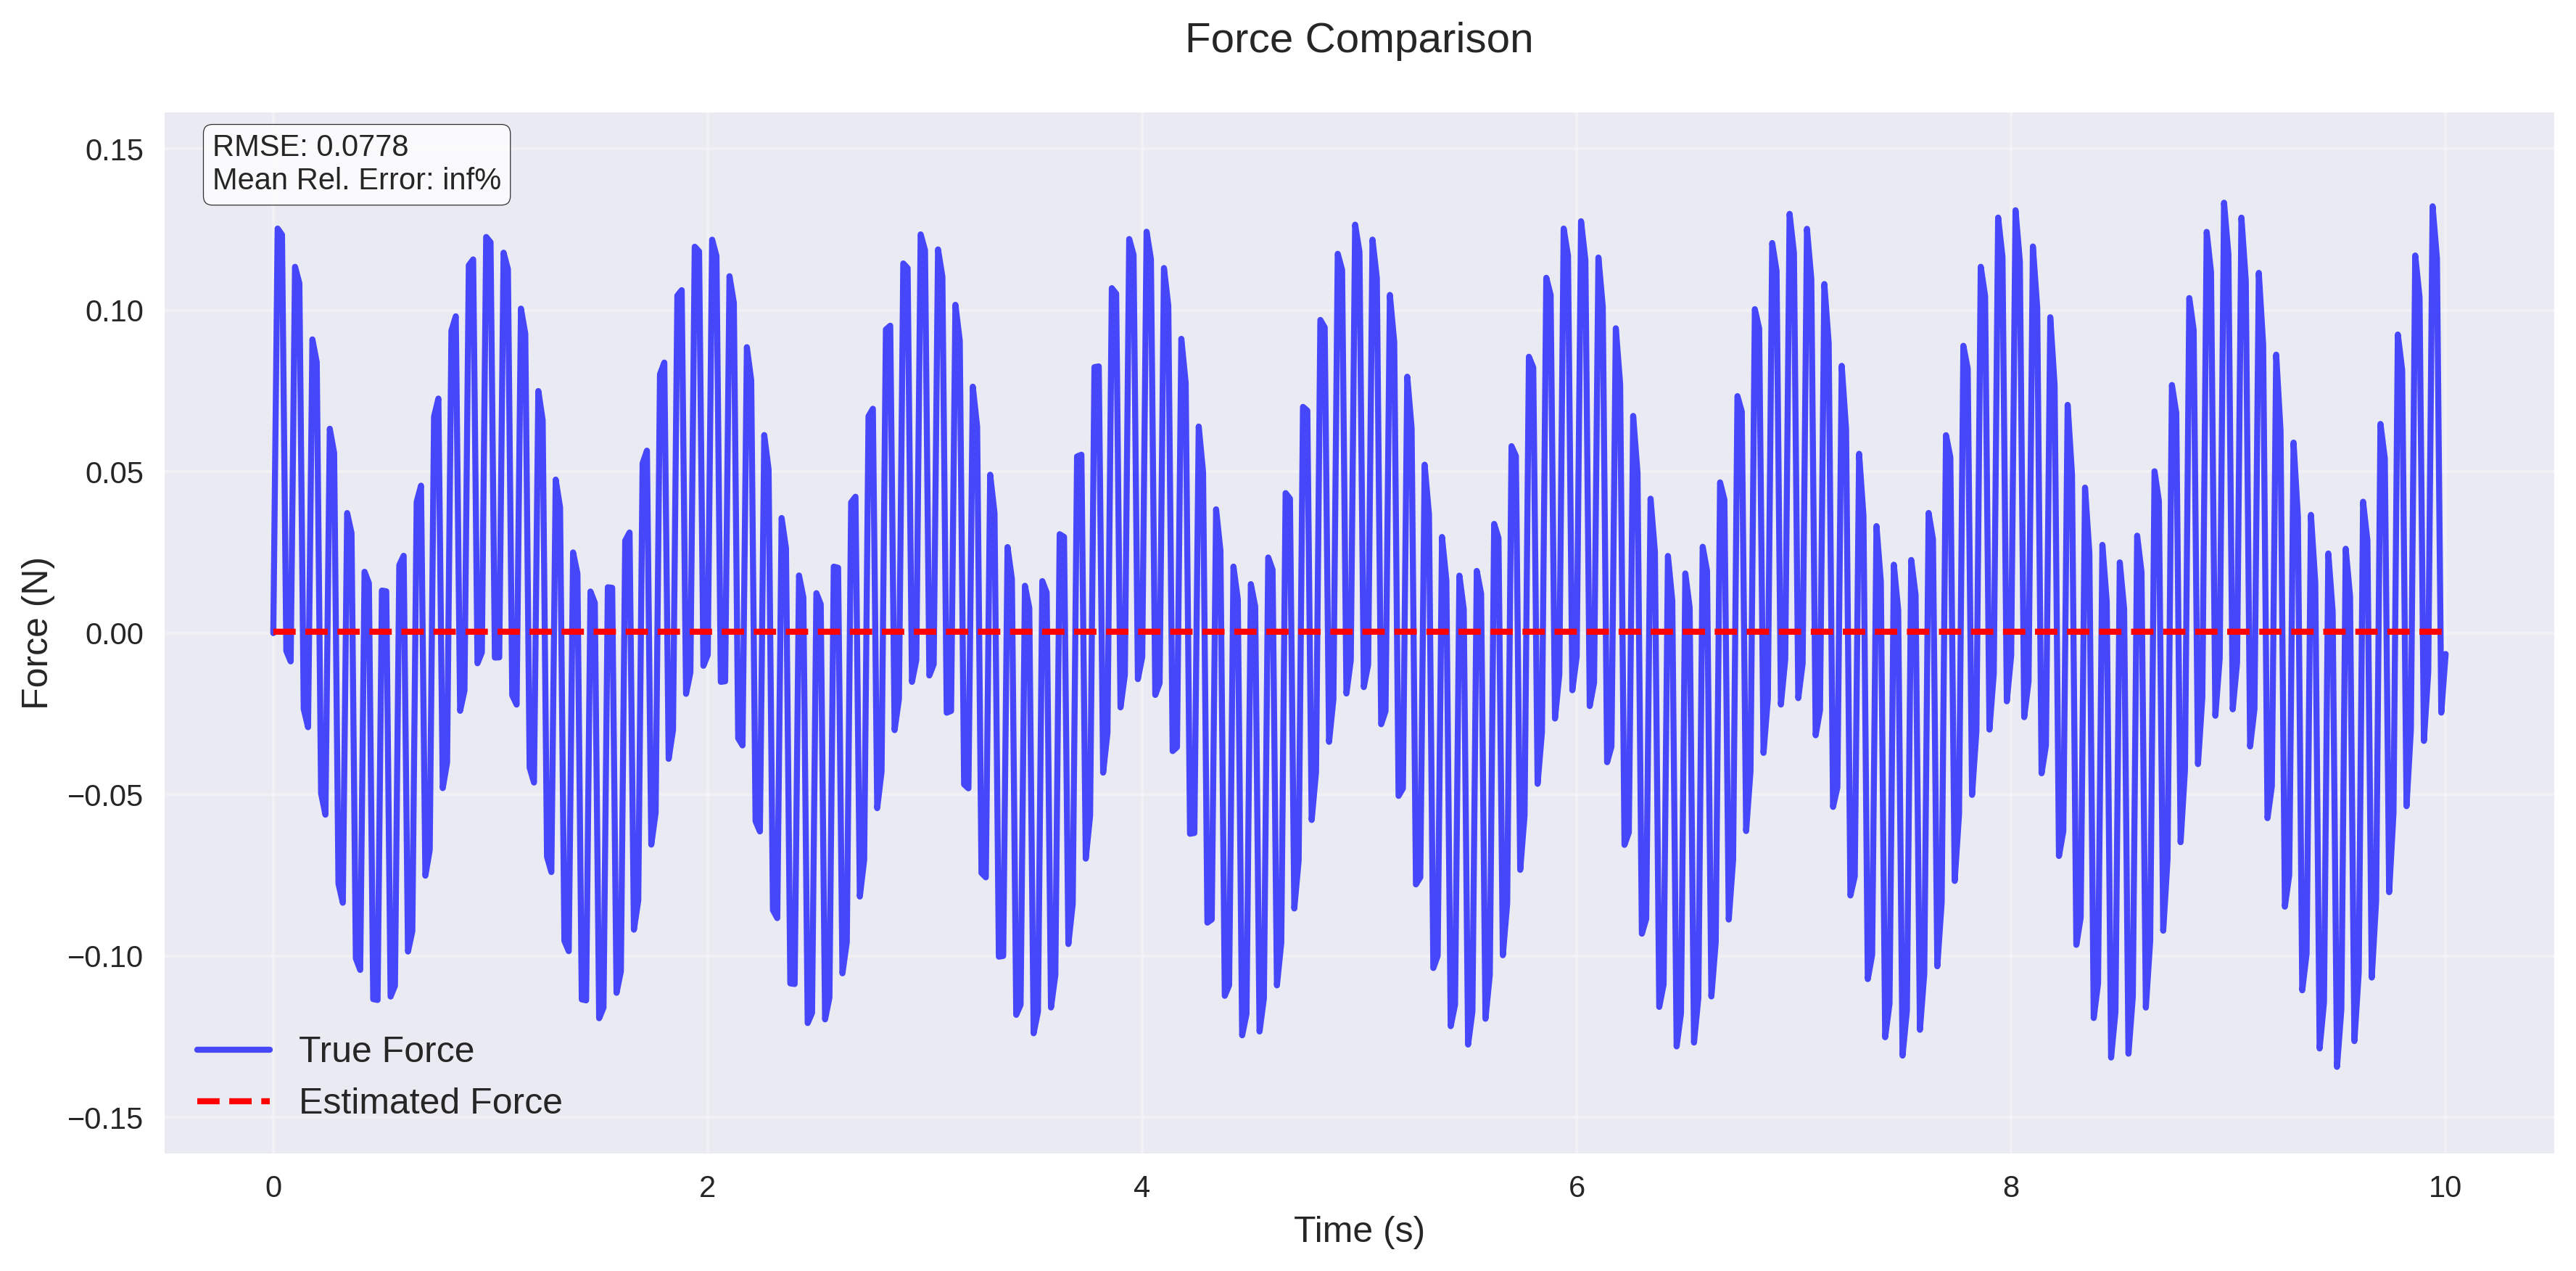 Force Comparison
RMSE: 0.0778
Mean Rel. Error: inf%
0.15
0.10
0.05
0.00
−0.05
−0.10
−0.15
Force (N)
True Force
Estimated Force
0 2 4 6 8 10
Time (s)